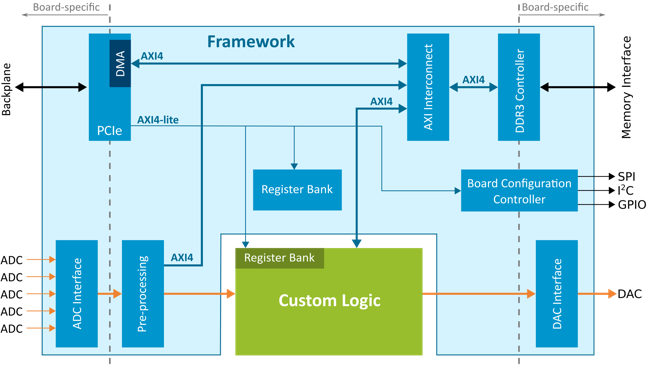 Board-specific
Board-specific
Framework
Backplane
DMA
PCIe
AXI4
AXI4
AXI Interconnect
AXI4
DDR3 Controller
Memory Interface
AXI4-lite
Register Bank
Board Configuration
Controller
SPI
I²C
GPIO
ADC
ADC
ADC
ADC
ADC
ADC Interface
Pre-processing
AXI4
Register Bank
Custom Logic
DAC Interface
DAC